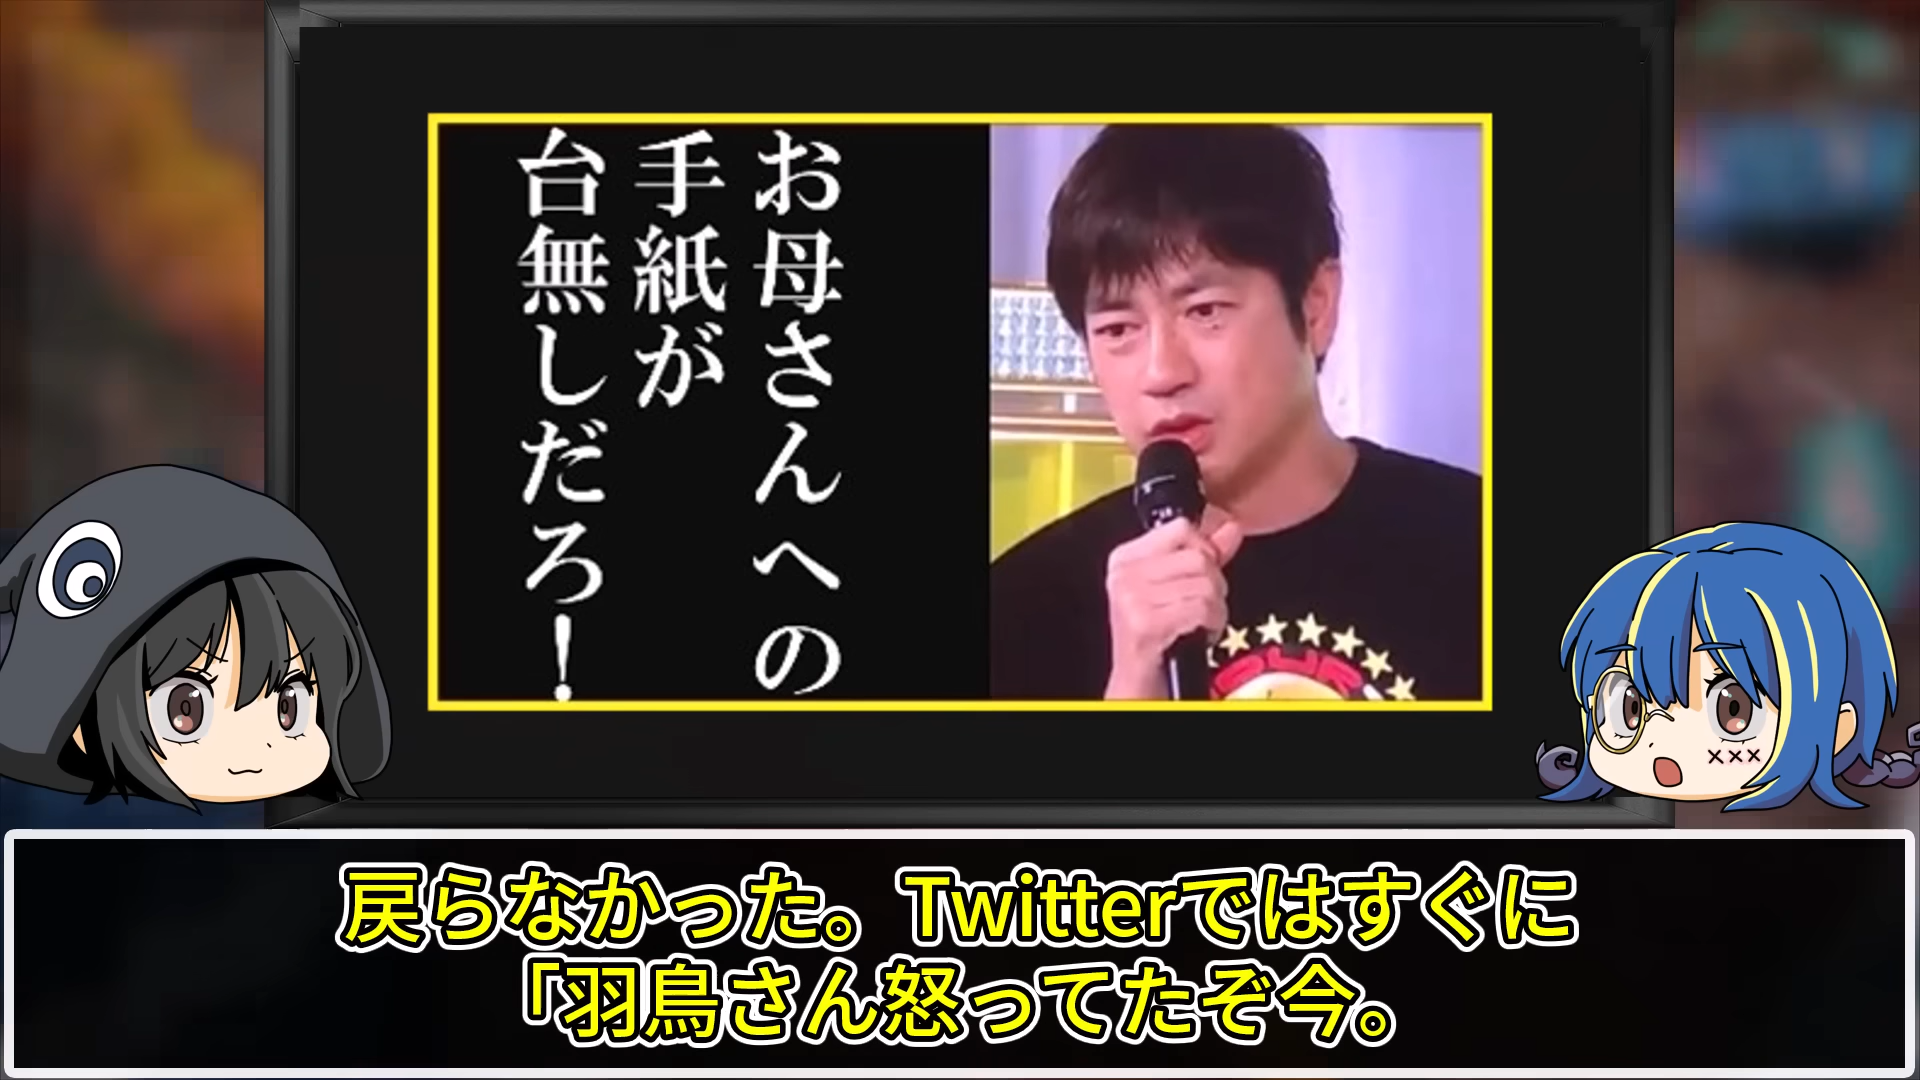 お母さんへの
手紙が
台無しだろ!
戻らなかった。Twitterではすぐに
「羽鳥さん怒ってたぞ今。